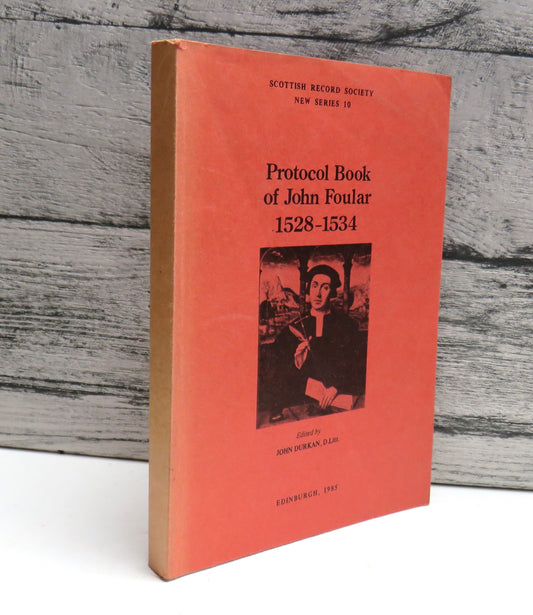 SCOTTISH RECORD SOCIETY
NEW SERIES 10
Protocol Book
of John Foular
1528–1534
Edited by
JOHN DURKAN, D.Litt.
EDINBURGH, 1985